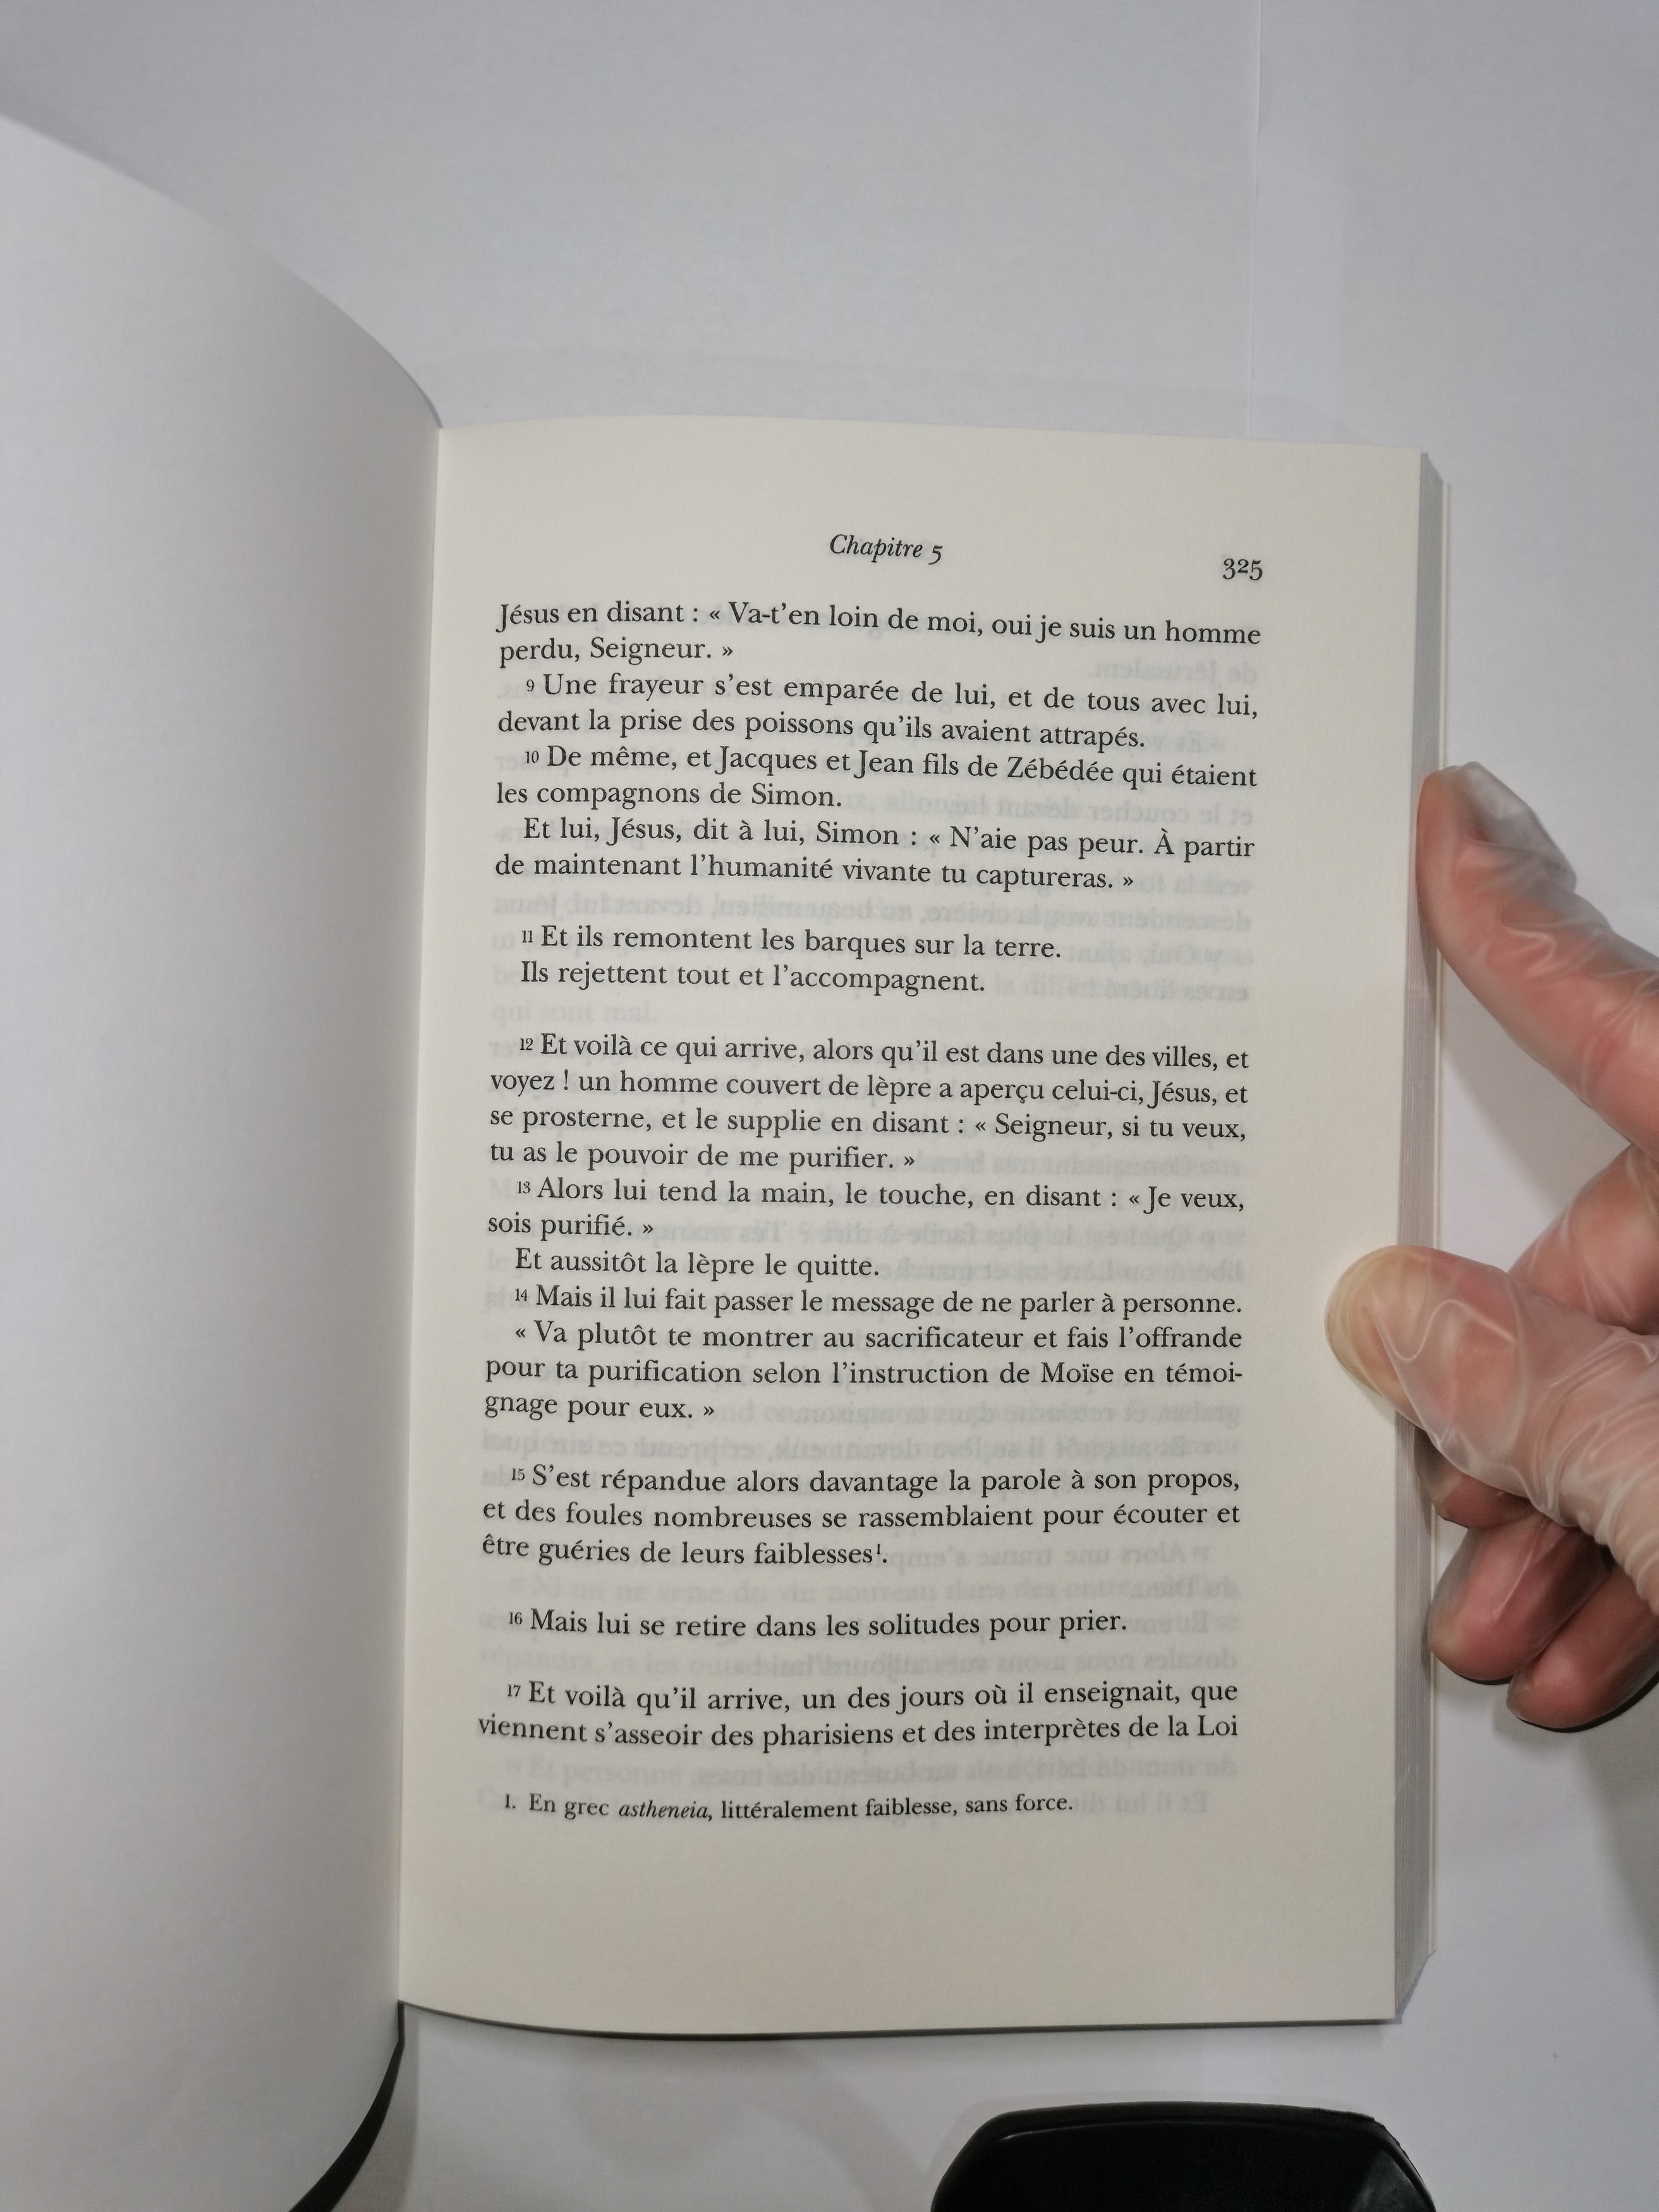 Chapitre 5
325
Jésus en disant : « Va-t'en loin de moi, oui je suis un homme
perdu, Seigneur. »
9 Une frayeur s'est emparée de lui, et de tous avec lui,
devant la prise des poissons qu'ils avaient attrapés.
10 De même, et Jacques et Jean fils de Zébédée qui étaient
les compagnons de Simon.
Et lui, Jésus, dit à lui, Simon : « N'aie pas peur. À partir
de maintenant l'humanité vivante tu captureras. »
11 Et ils remontent les barques sur la terre.
Ils rejettent tout et l'accompagnent.
12 Et voilà ce qui arrive, alors qu'il est dans une des villes, et
voyez ! un homme couvert de lèpre a aperçu celui-ci, Jésus, et
se prosterne, et le supplie en disant : « Seigneur, si tu veux,
tu as le pouvoir de me purifier. »
13 Alors lui tend la main, le touche, en disant : « Je veux,
sois purifié. »
Et aussitôt la lèpre le quitte.
14 Mais il lui fait passer le message de ne parler à personne.
« Va plutôt te montrer au sacrificateur et fais l'offrande
pour ta purification selon l'instruction de Moïse en témoi-
gnage pour eux. »
15 S'est répandue alors davantage la parole à son propos,
et des foules nombreuses se rassemblaient pour écouter et
être guéries de leurs faiblesses1.
16 Mais lui se retire dans les solitudes pour prier.
17 Et voilà qu'il arrive, un des jours où il enseignait, que
viennent s'asseoir des pharisiens et des interprètes de la Loi
1. En grec astheneia, littéralement faiblesse, sans force.